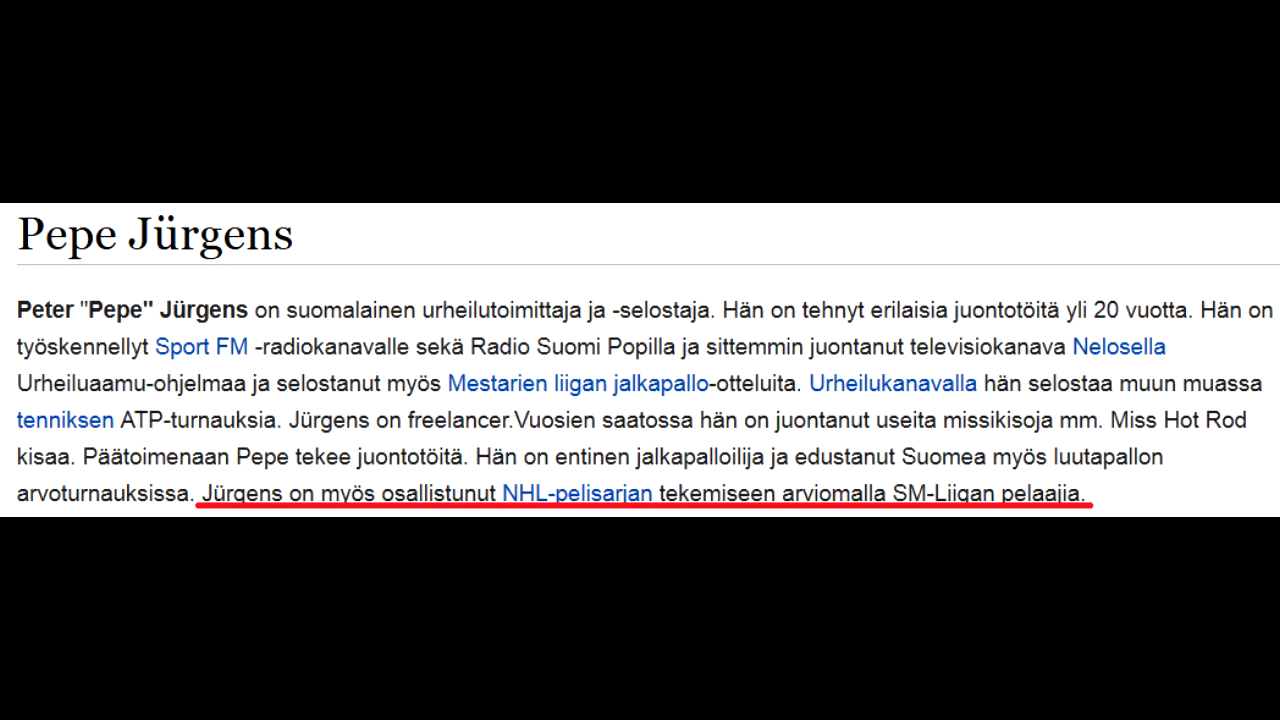 Pepe Jürgens
Peter "Pepe" Jürgens on suomalainen urheilutoimittaja ja -selostaja. Hän on tehnyt erilaisia juontotöitä yli 20 vuotta. Hän on
työskennellyt Sport FM -radiokanavalle sekä Radio Suomi Popilla ja sittemmin juontanut televisiokanava Nelosella
Urheiluaamu-ohjelmaa ja selostanut myös Mestarien liigan jalkapallo-otteluita. Urheilukanavalla hän selostaa muun muassa
tenniksen ATP-turnauksia. Jürgens on freelancer.Vuosien saatossa hän on juontanut useita missikisoja mm. Miss Hot Rod
kisaa. Päätoimenaan Pepe tekee juontotöitä. Hän on entinen jalkapalloilija ja edustanut Suomea myös luutapallon
arvoturnauksissa. Jürgens on myös osallistunut NHL-pelisarjan tekemiseen arviomalla SM-Liigan pelaajia.